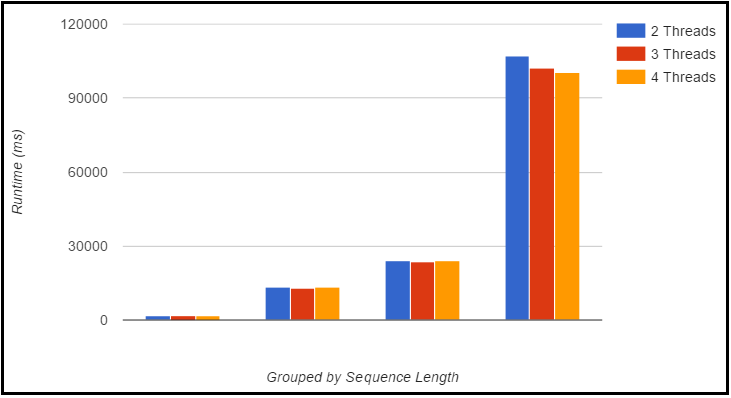 120000
90000
60000
30000
0
Runtime (ms)
Grouped by Sequence Length
2 Threads
3 Threads
4 Threads